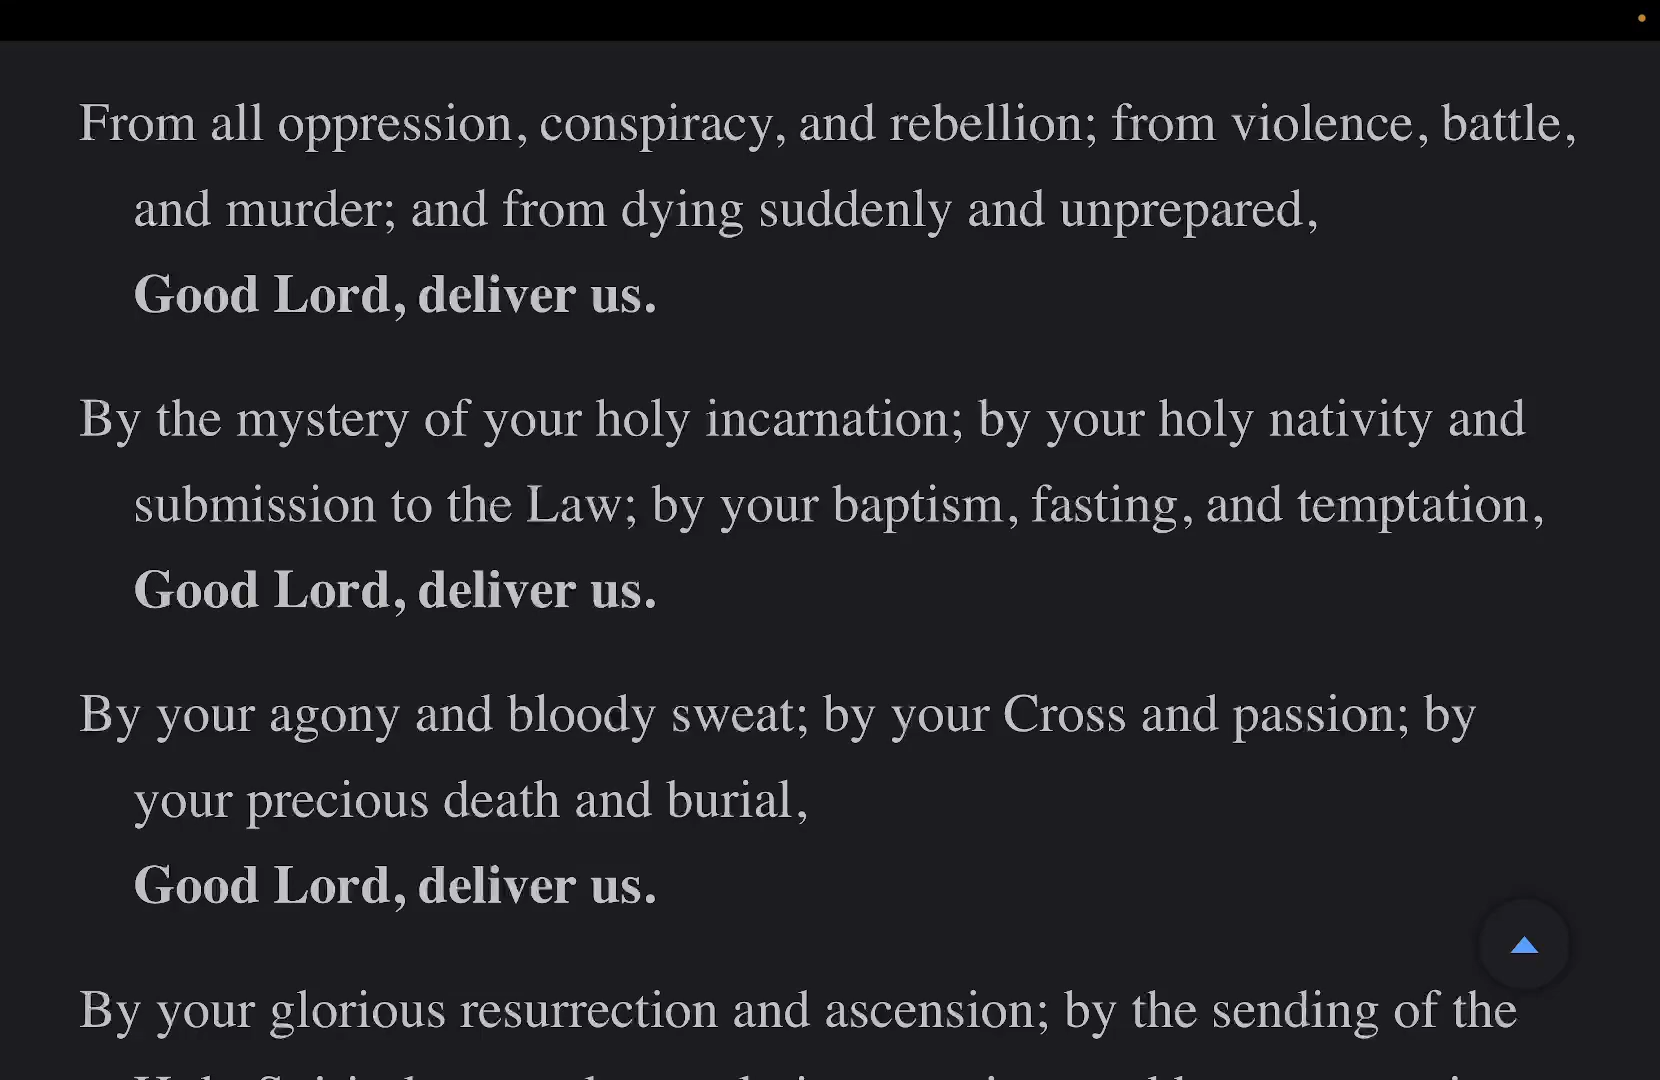 From all oppression, conspiracy, and rebellion; from violence, battle,
and murder; and from dying suddenly and unprepared,
Good Lord, deliver us.
By the mystery of your holy incarnation; by your holy nativity and
submission to the Law; by your baptism, fasting, and temptation,
Good Lord, deliver us.
By your agony and bloody sweat; by your Cross and passion; by
your precious death and burial,
Good Lord, deliver us.
By your glorious resurrection and ascension; by the sending of the